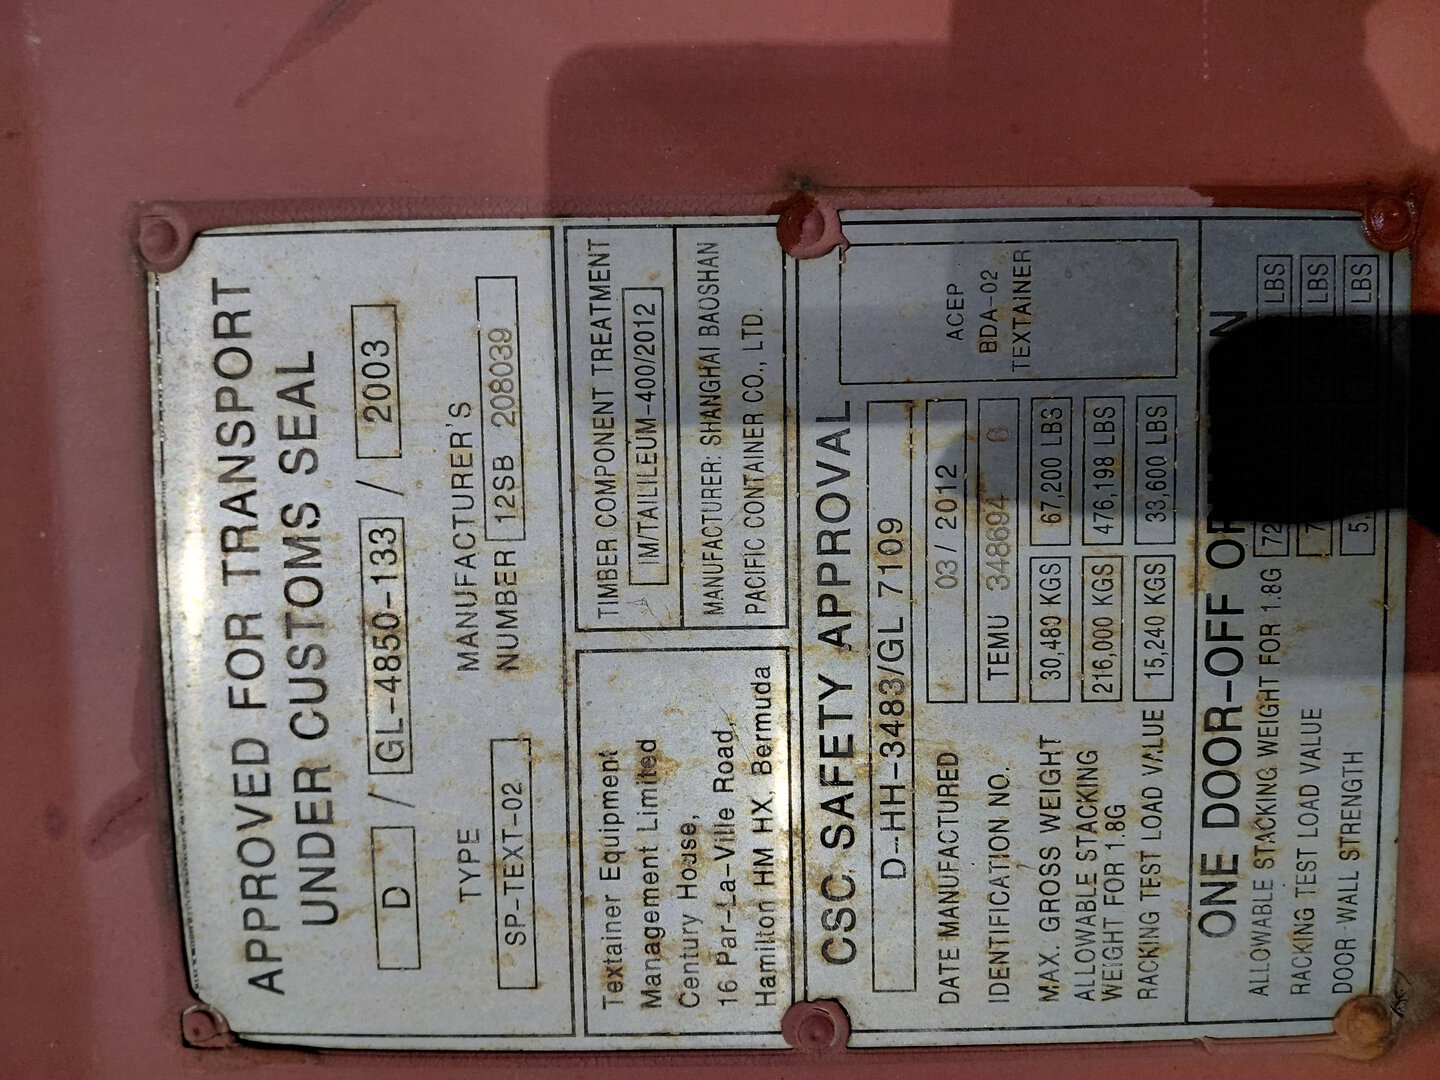 APPROVED FOR TRANSPORT
UNDER CUSTOMS SEAL
D / GL-4850-133 / 2003
TYPE
SP-TEXT-02
MANUFACTURER'S
NUMBER 12SB 208039
Textainer Equipment
Management Limited
Century House,
16 Par-La-Ville Road,
Hamilton HM HX, Bermuda
TIMBER COMPONENT TREATMENT
IM/TAILILEUM-400/2012
MANUFACTURER: SHANGHAI BAOSHAN
PACIFIC CONTAINER CO., LTD.
CSC SAFETY APPROVAL
D-HH-3483/GL 7109
DATE MANUFACTURED 03/2012
IDENTIFICATION NO. TEMU 348694 6
MAX. GROSS WEIGHT 30,480 KGS 67,200 LBS
ALLOWABLE STACKING
WEIGHT FOR 1.8G 216,000 KGS 476,198 LBS
RACKING TEST LOAD VALUE 15,240 KGS 33,600 LBS
ACEP
BDA-02
TEXTAINER
ONE DOOR-OFF
ALLOWABLE STACKING WEIGHT FOR 1.8G LBS
RACKING TEST LOAD VALUE LBS
DOOR-WALL STRENGTH LBS